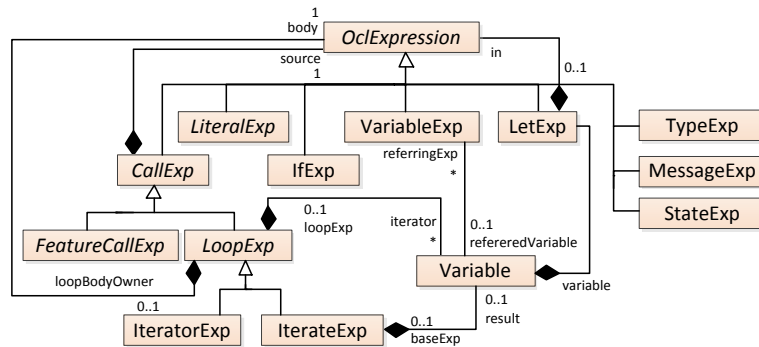 1
body
OclExpression
source
in
1
0..1
LiteralExp
VariableExp
LetExp
TypeExp
referringExp
*
CallExp
IfExp
MessageExp
StateExp
0..1
loopExp
iterator
*
0..1
refereredVariable
FeatureCallExp
LoopExp
Variable
loopBodyOwner
variable
0..1
0..1
result
IteratorExp
IterateExp
0..1
baseExp